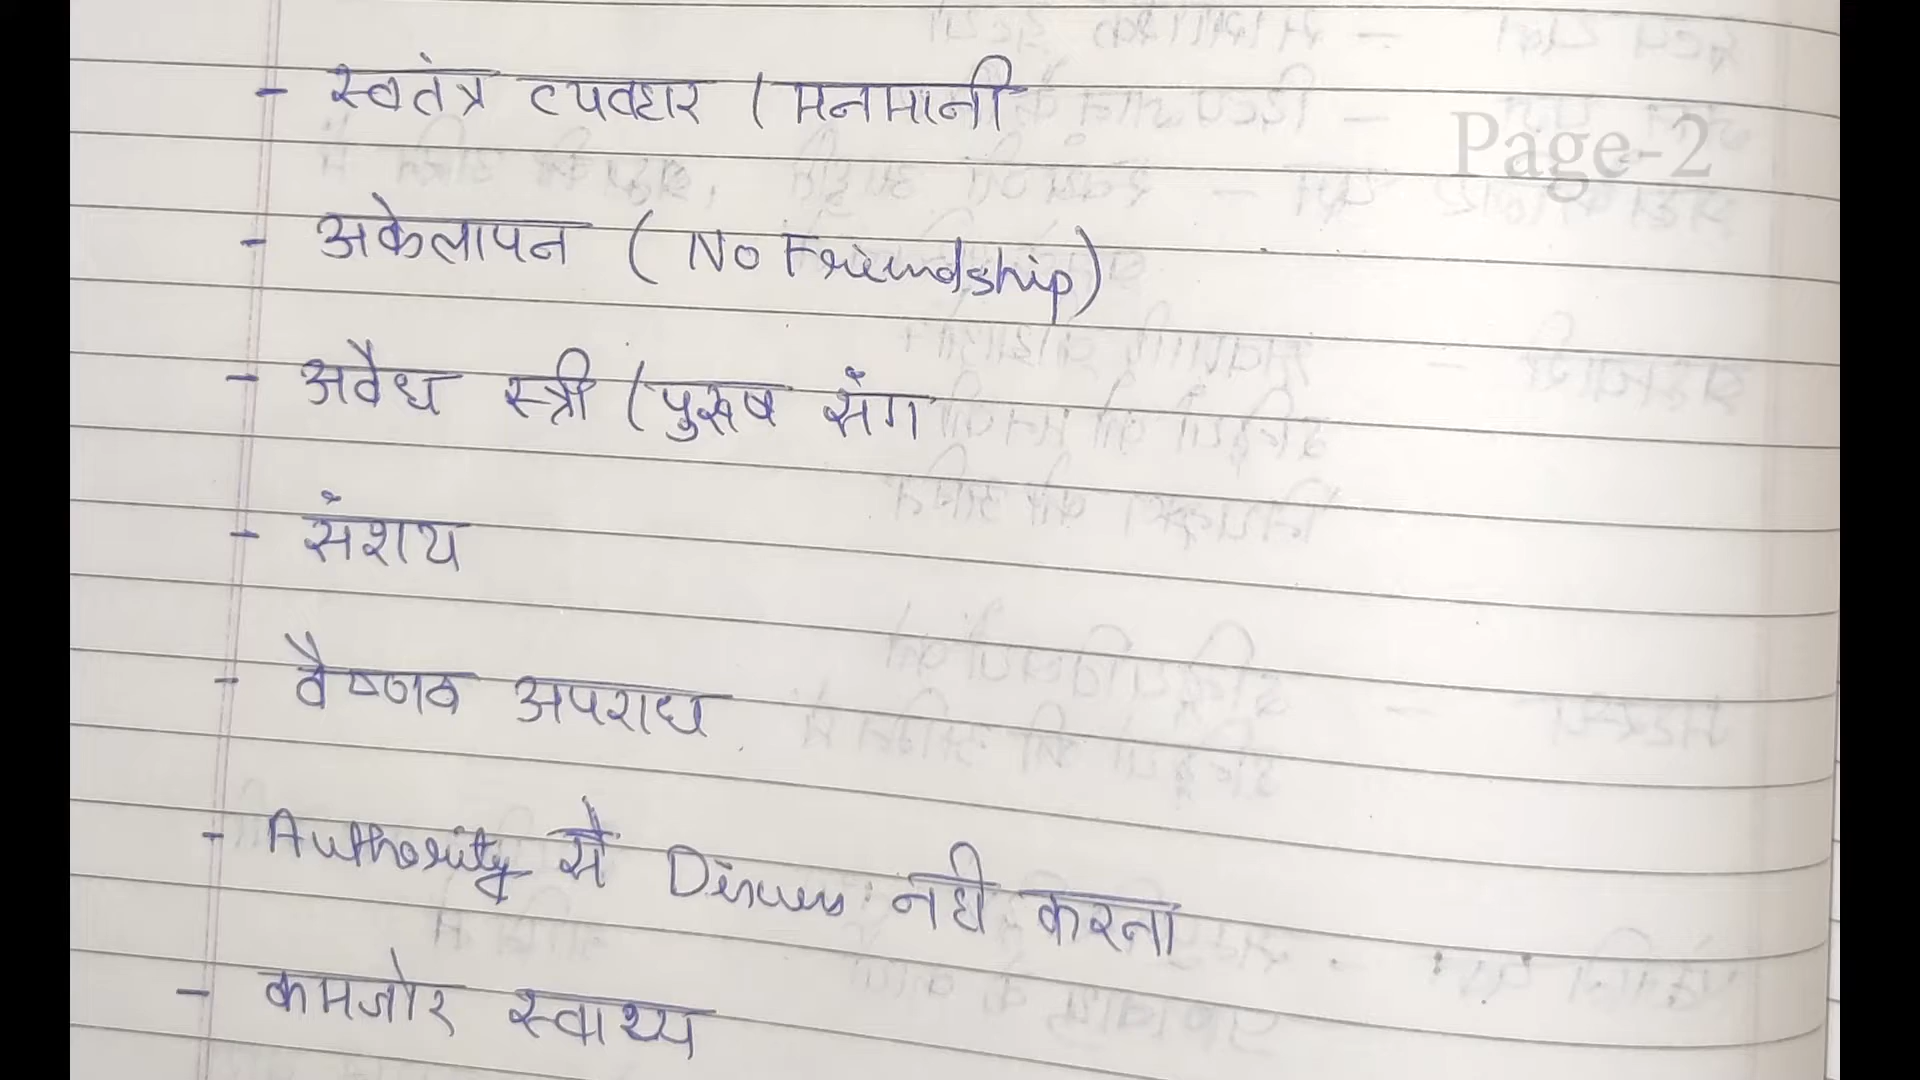 - स्वतंत्र व्यवहार / मनमानी
Page-2
- अकेलापन ( No Friendship)
- अवैध स्त्री / पुरूष संग
- संशय
- वैष्णव अपराध
- Authority से Discuss नही करना
- कमजोर स्वाथ्य